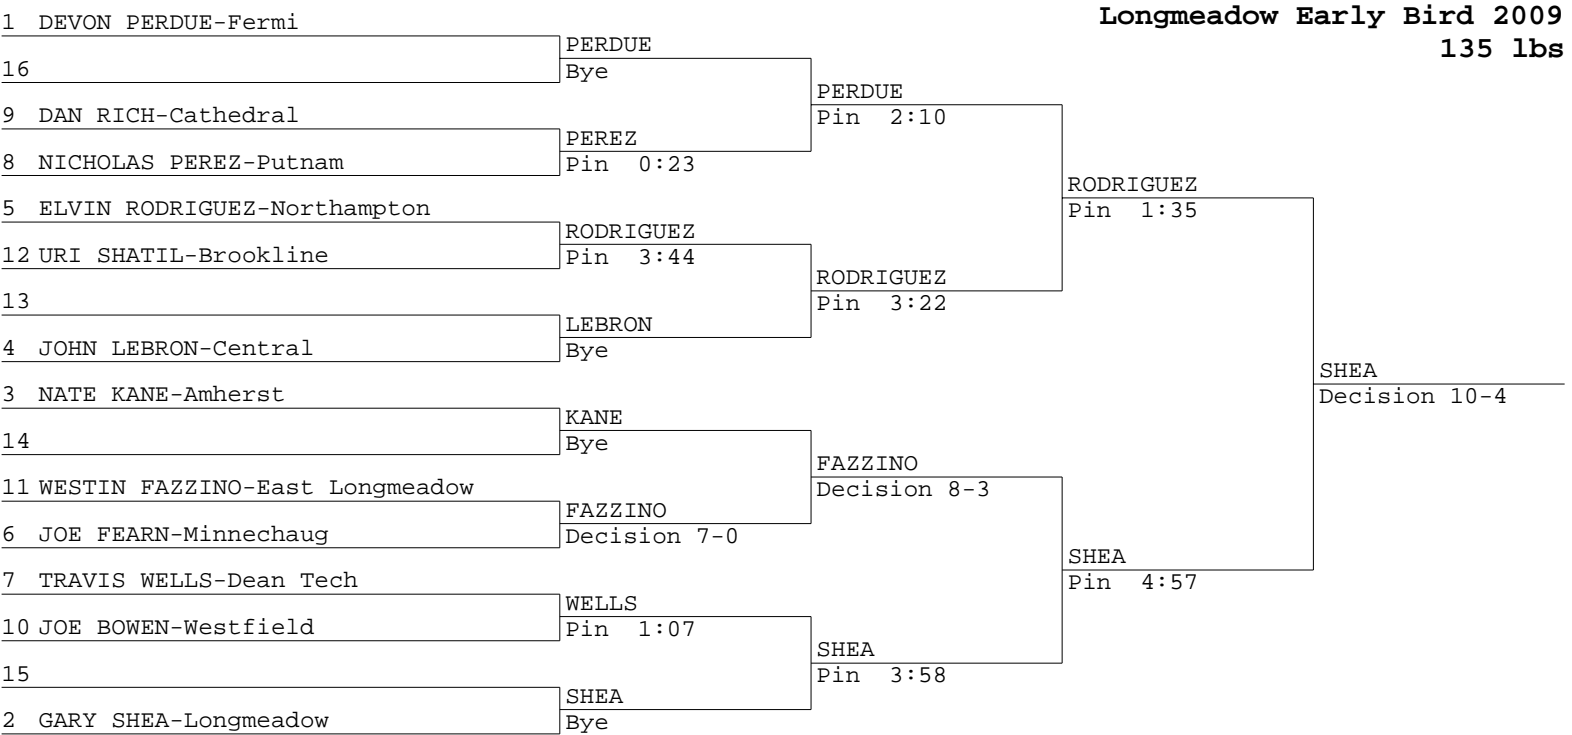 Longmeadow Early Bird 2009
135 lbs
1 DEVON PERDUE-Fermi
16
9 DAN RICH-Cathedral
8 NICHOLAS PEREZ-Putnam
5 ELVIN RODRIGUEZ-Northampton
12 URI SHATIL-Brookline
13
4 JOHN LEBRON-Central
3 NATE KANE-Amherst
14
11 WESTIN FAZZINO-East Longmeadow
6 JOE FEARN-Minnechaug
7 TRAVIS WELLS-Dean Tech
10 JOE BOWEN-Westfield
15
2 GARY SHEA-Longmeadow
PERDUE
Bye
PEREZ
Pin 0:23
RODRIGUEZ
Pin 3:44
LEBRON
Bye
KANE
Bye
FAZZINO
Decision 7-0
WELLS
Pin 1:07
SHEA
Bye
PERDUE
Pin 2:10
RODRIGUEZ
Pin 3:22
FAZZINO
Decision 8-3
SHEA
Pin 3:58
RODRIGUEZ
Pin 1:35
SHEA
Pin 4:57
SHEA
Decision 10-4